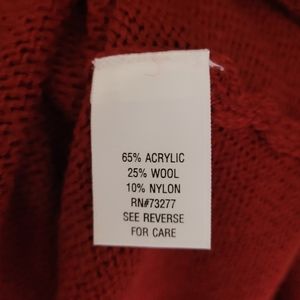 65% ACRYLIC
25% WOOL
10% NYLON
RN#73277
SEE REVERSE
FOR CARE